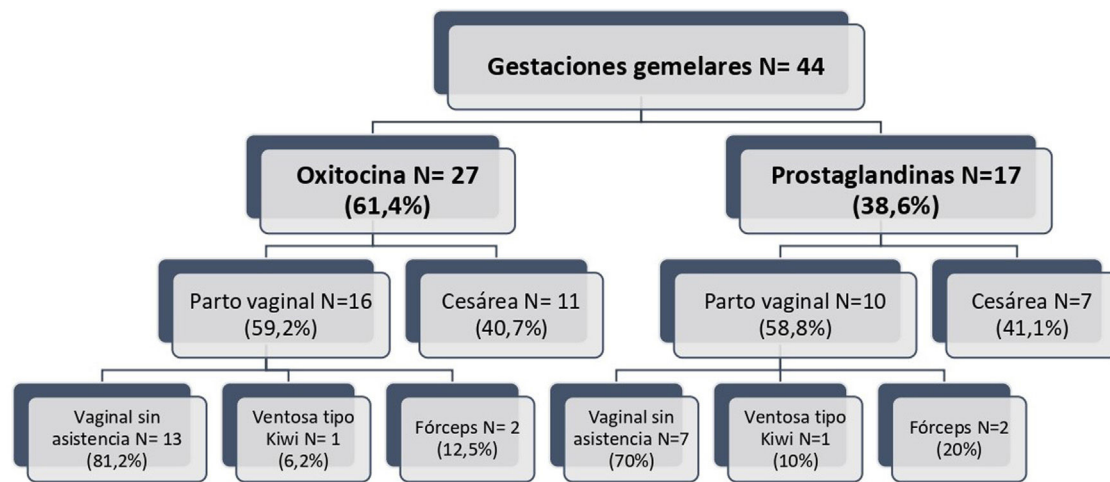 Gestaciones gemelares N= 44
Oxitocina N= 27
(61,4%)
Prostaglandinas N=17
(38,6%)
Parto vaginal N=16
(59,2%)
Cesárea N= 11
(40,7%)
Parto vaginal N=10
(58,8%)
Cesárea N=7
(41,1%)
Vaginal sin
asistencia N= 13
(81,2%)
Ventosa tipo
Kiwi N= 1
(6,2%)
Fórceps N= 2
(12,5%)
Vaginal sin
asistencia N=7
(70%)
Ventosa tipo
Kiwi N=1
(10%)
Fórceps N=2
(20%)